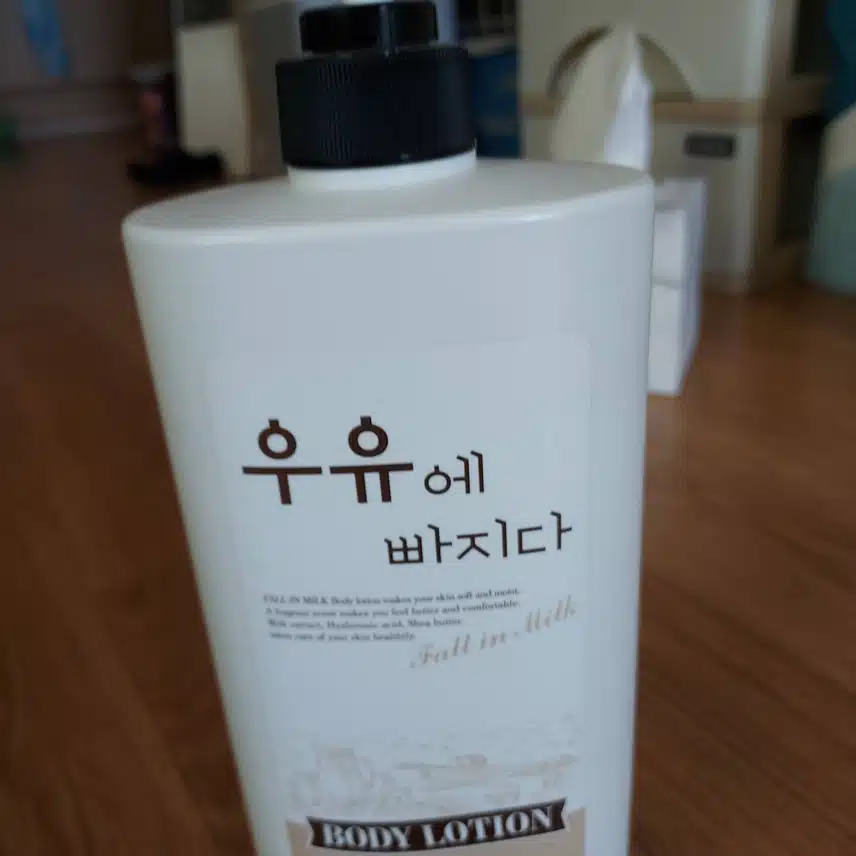 우유에
빠지다
FALL IN MILK Body lotion makes your skin soft and moist.
A fragrant scent makes you feel better and comfortable.
Milk extract, Hyaluronic acid, Shea butter
take care of your skin healthily.
Fall in Milk
BODY LOTION